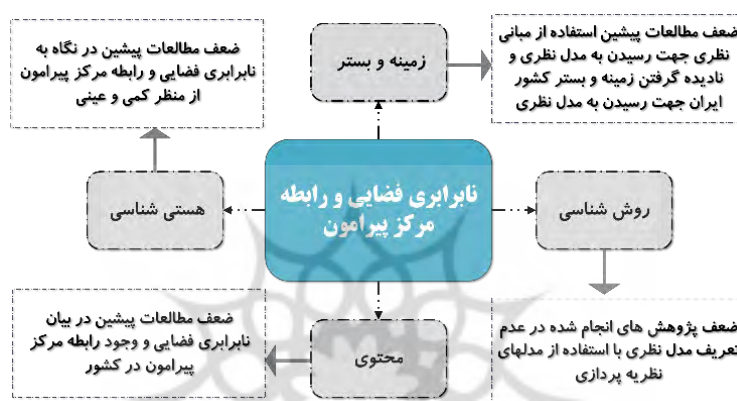 ضعف مطالعات پیشین استفاده از مبانی
نظری جهت رسیدن به مدل نظری و
نادیده گرفتن زمینه و بستر کشور
ایران جهت رسیدن به مدل نظری
زمینه و بستر
ضعف مطالعات پیشین در نگاه به
نابرابری فضایی و رابطه مرکز پیرامون
از منظر کمی و عینی
روش شناسی
نابرابری فضایی و رابطه
مرکز پیرامون
هستی شناسی
ضعف پژوهش های انجام شده در عدم
تعریف مدل نظری با استفاده از مدلهای
نظریه پردازی
محتوی
ضعف مطالعات پیشین در بیان
نابرابری فضایی و وجود رابطه مرکز
پیرامون در کشور